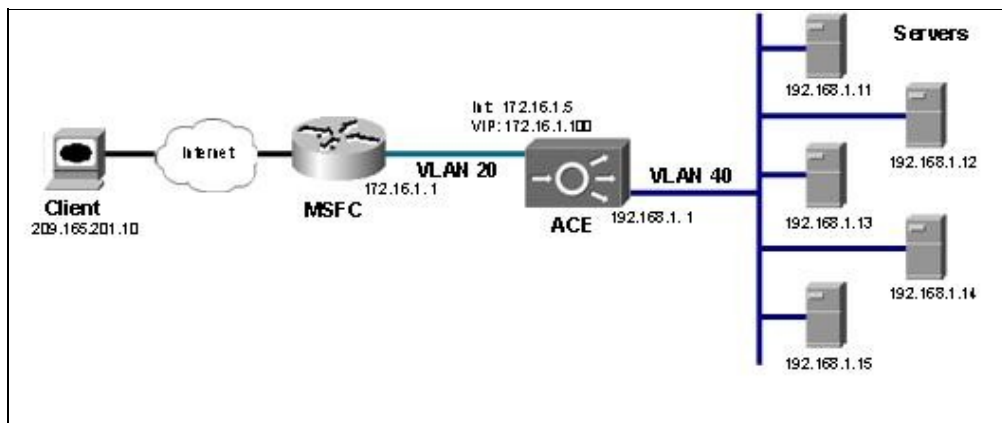 Servers
192.168.1.11
Int: 172.16.1.5
VIP: 172.16.1.100
Internet
192.168.1.12
VLAN 20
VLAN 40
172.16.1.1
Client
MSFC
ACE
192.168.1.1
192.168.1.13
209.165.201.10
192.168.1.14
192.168.1.15